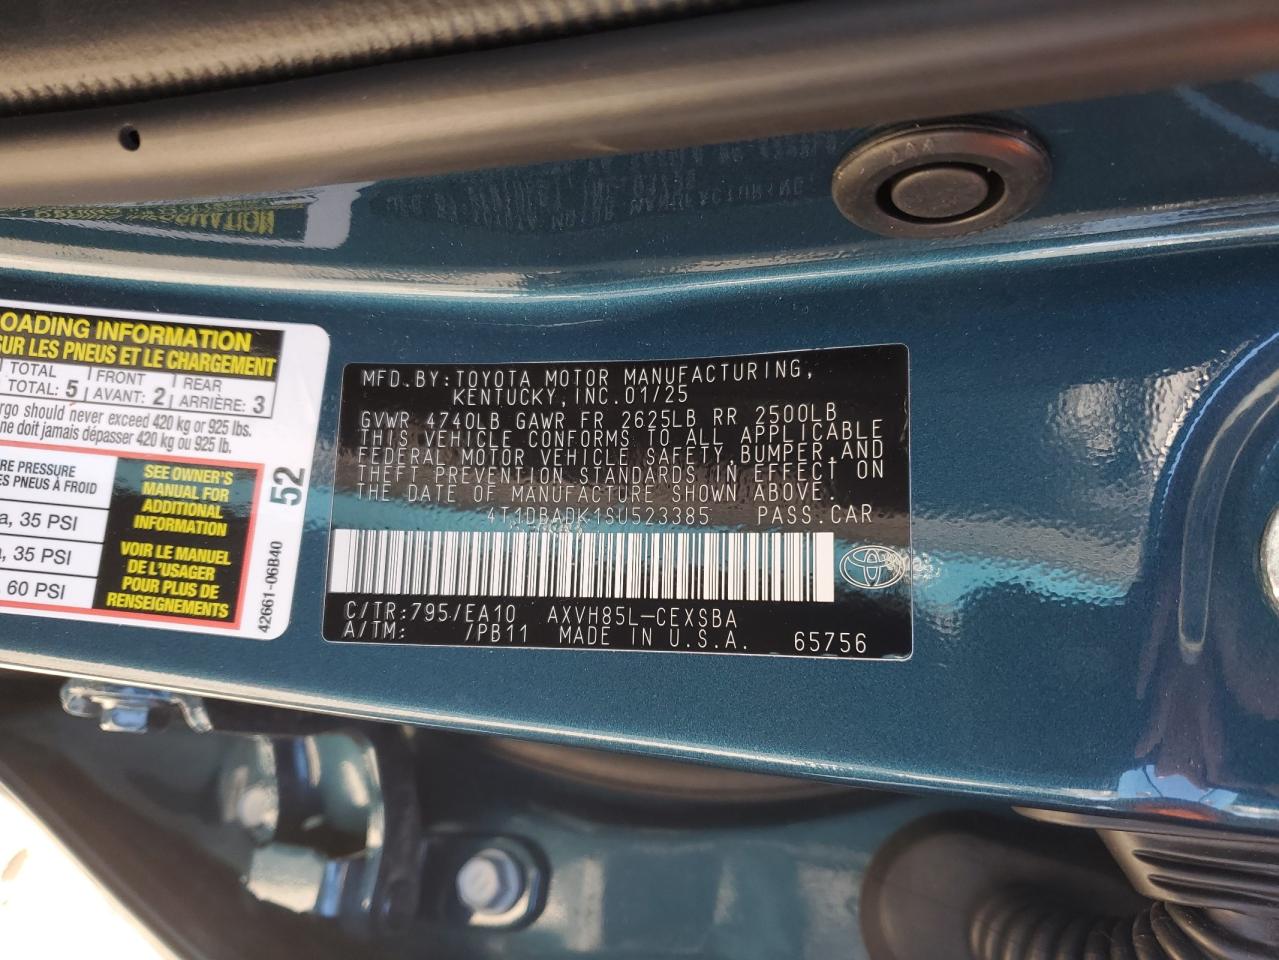 OADING INFORMATION
SUR LES PNEUS ET LE CHARGEMENT
TOTAL
TOTAL: 5
FRONT
AVANT: 2
REAR
ARRIÈRE: 3
rgo should never exceed 420 kg or 925 lbs.
ne doit jamais dépasser 420 kg ou 925 lb.
RE PRESSURE
ES PNEUS À FROID
a, 35 PSI
a, 35 PSI
, 60 PSI
SEE OWNER'S
MANUAL FOR
ADDITIONAL
INFORMATION
VOIR LE MANUEL
DE L'USAGER
POUR PLUS DE
RENSEIGNEMENTS
52
42661-06B40
MFD.BY:TOYOTA MOTOR MANUFACTURING,
KENTUCKY,INC.01/25
GVWR 4740LB GAWR FR 2625LB RR 2500LB
THIS VEHICLE CONFORMS TO ALL APPLICABLE
FEDERAL MOTOR VEHICLE SAFETY,BUMPER,AND
THEFT PREVENTION STANDARDS IN EFFECT ON
THE DATE OF MANUFACTURE SHOWN ABOVE.
4T1DBADK1SU523385 PASS.CAR
C/TR:795/EA10 AXVH85L-CEXSBA
A/TM: /PB11 MADE IN U.S.A. 65756